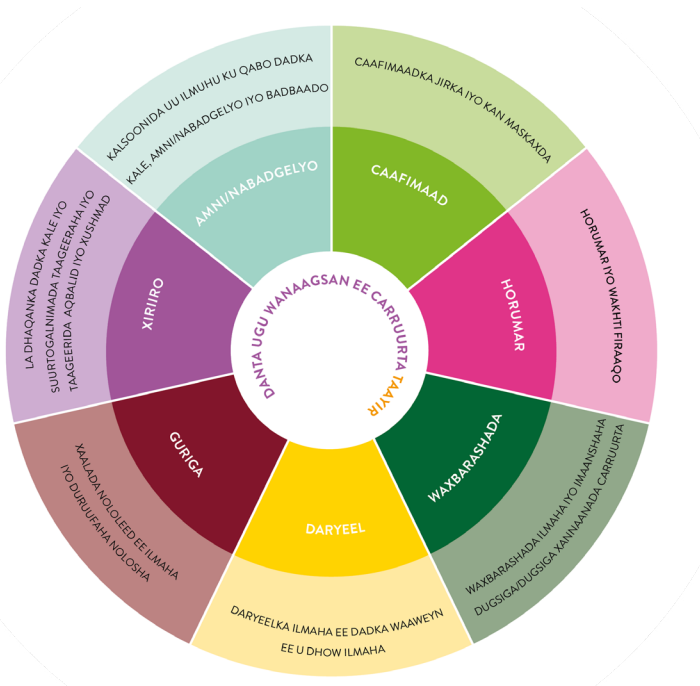 DANTA UGU WANAAGSAN EE CARRUURTA TAAYIR
CAAFIMAAD
CAAFIMAADKA JIRKA IYO KAN MASKAXDA
HORUMAR
HORUMAR IYO WAKHTI FIRAAQO
WAXBARASHADA
WAXBARASHADA ILMAHA IYO IMAANSHAHA
DUGSIGA/DUGSIGA XANNAANADA CARRUURTA
DARYEEL
DARYEELKA ILMAHA EE DADKA WAAWEYN
EE U DHOW ILMAHA
GURIGA
XAALADA NOLOLEED EE ILMAHA
IYO DURUUFAHA NOLOSHA
XIRIIRO
LA DHAQANKA DADKA KALE IYO
SUURTOGALNIMADA TAAGEERAHA IYO
TAAGEERIDA AQBALID IYO XUSHMAD
AMNI/NABADGELYO
KALSOONIDA UU ILMUHU KU QABO DADKA
KALE, AMNI/NABADGELYO IYO BADBAADO